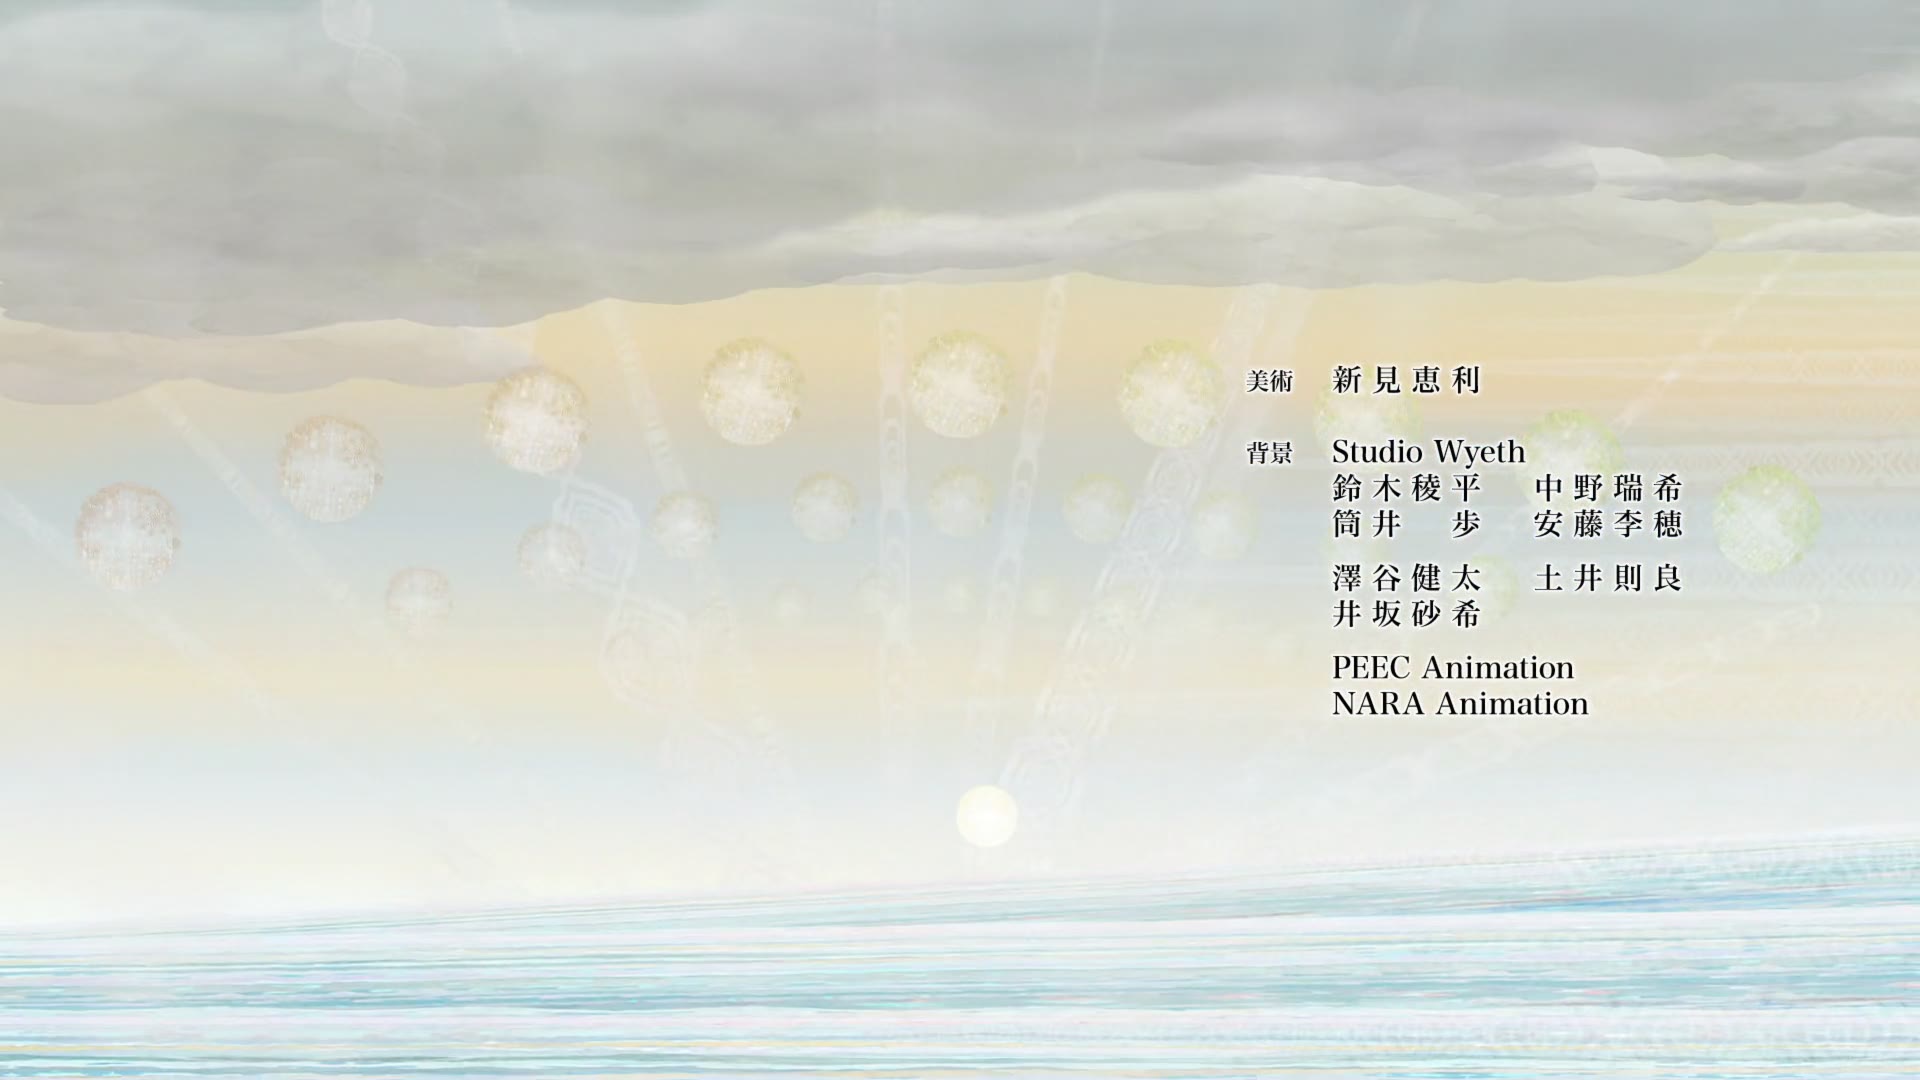 美術 新見恵利
背景 Studio Wyeth
鈴木稜平 中野瑞希
筒井 歩 安藤李穂
澤谷健太 土井則良
井坂砂希
PEEC Animation
NARA Animation